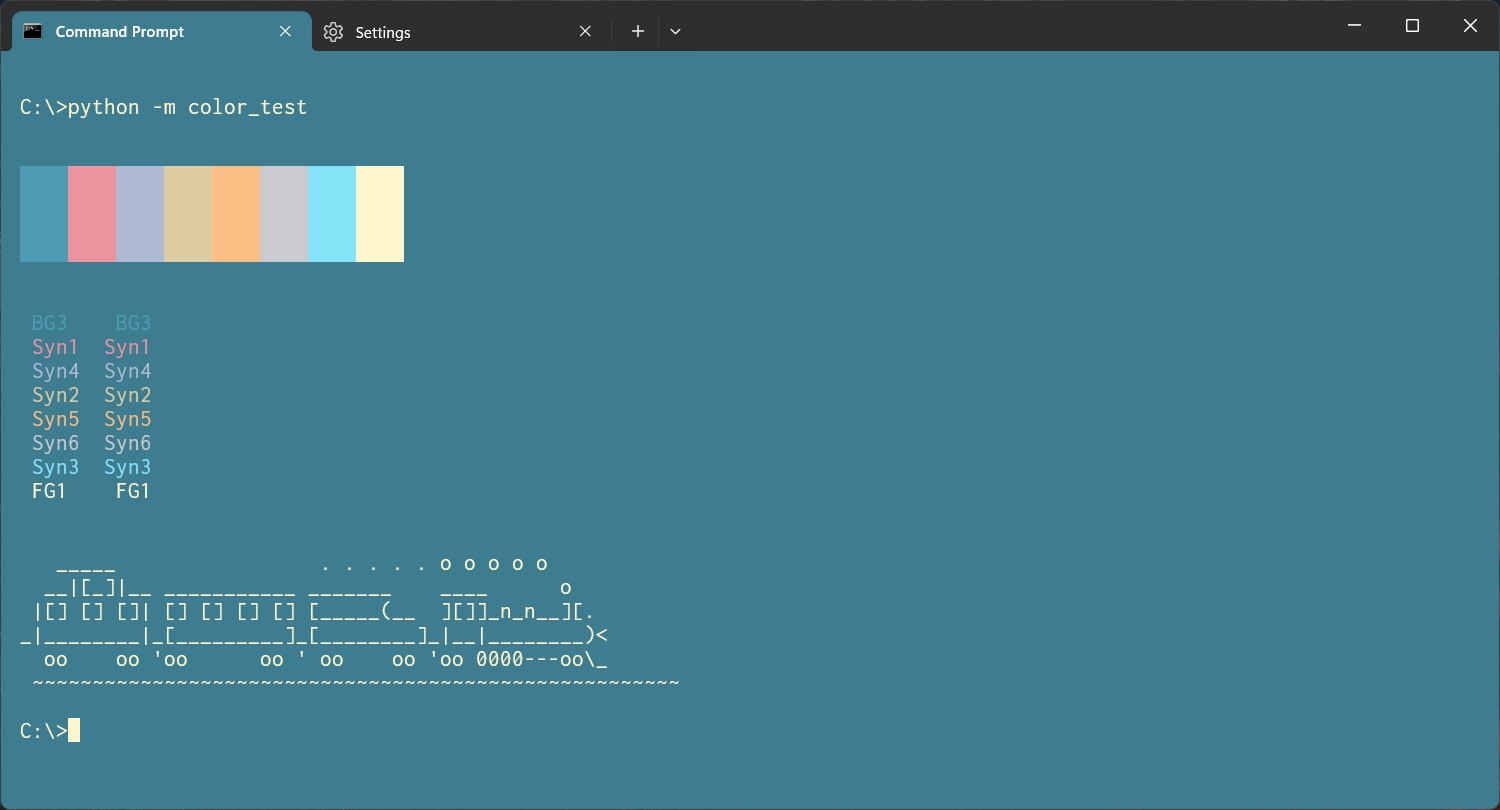 Command Prompt
Settings
C:\>python -m color_test
BG3    BG3
Syn1  Syn1
Syn4  Syn4
Syn2  Syn2
Syn5  Syn5
Syn6  Syn6
Syn3  Syn3
FG1    FG1
   _____                 . . . . . o o o o o
  __|[_]|__ ___________ _______    ____      o
 |[] [] []| [] [] [] [] [_____(__  ][]]_n_n__][.
_|________|_[_________]_[________]_|__|________)<
  oo    oo 'oo      oo ' oo    oo 'oo 0000---oo\_
 ~~~~~~~~~~~~~~~~~~~~~~~~~~~~~~~~~~~~~~~~~~~~~~~~~~~~~~
C:\>